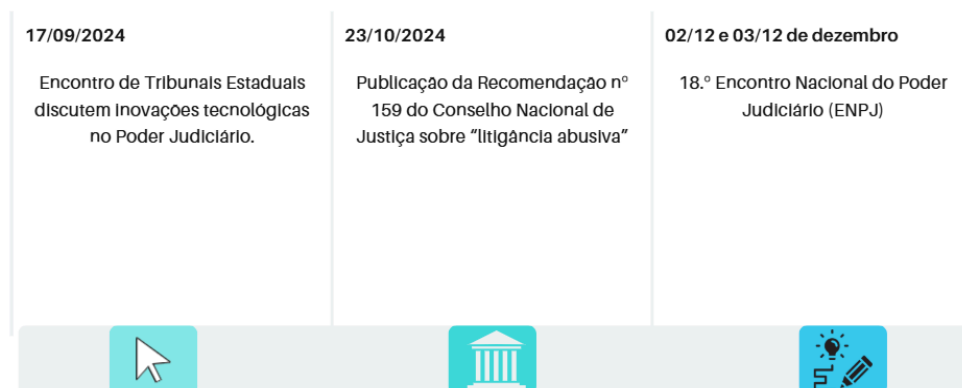 17/09/2024
Encontro de Tribunais Estaduais
discutem inovações tecnológicas
no Poder Judiciário.
23/10/2024
Publicação da Recomendação nº
159 do Conselho Nacional de
Justiça sobre “litigância abusiva”
02/12 e 03/12 de dezembro
18.º Encontro Nacional do Poder
Judiciário (ENPJ)